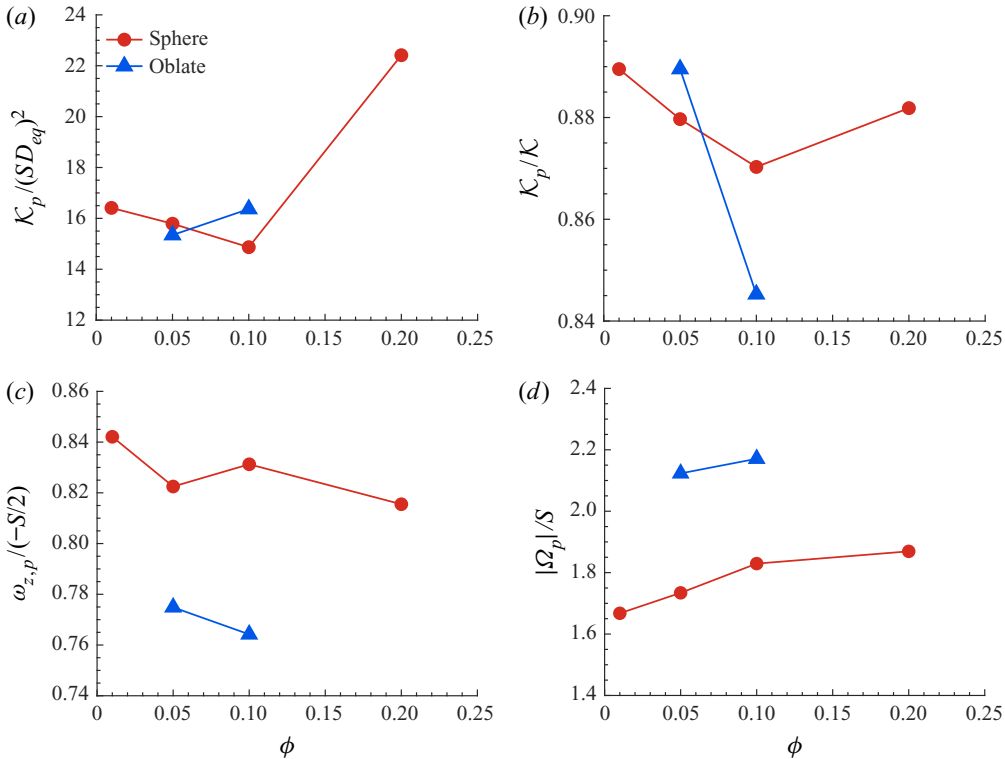 (a)
24
22
20
18
16
14
12
𝒦p/(SDeq)²
Sphere
Oblate
0 0.05 0.10 0.15 0.20 0.25
(b)
0.90
0.88
0.86
0.84
𝒦p/𝒦
0 0.05 0.10 0.15 0.20 0.25
(c)
0.86
0.84
0.82
0.80
0.78
0.76
0.74
ωz,p/(−S/2)
0 0.05 0.10 0.15 0.20 0.25
ϕ
(d)
2.4
2.2
2.0
1.8
1.6
1.4
|Ωp|/S
0 0.05 0.10 0.15 0.20 0.25
ϕ